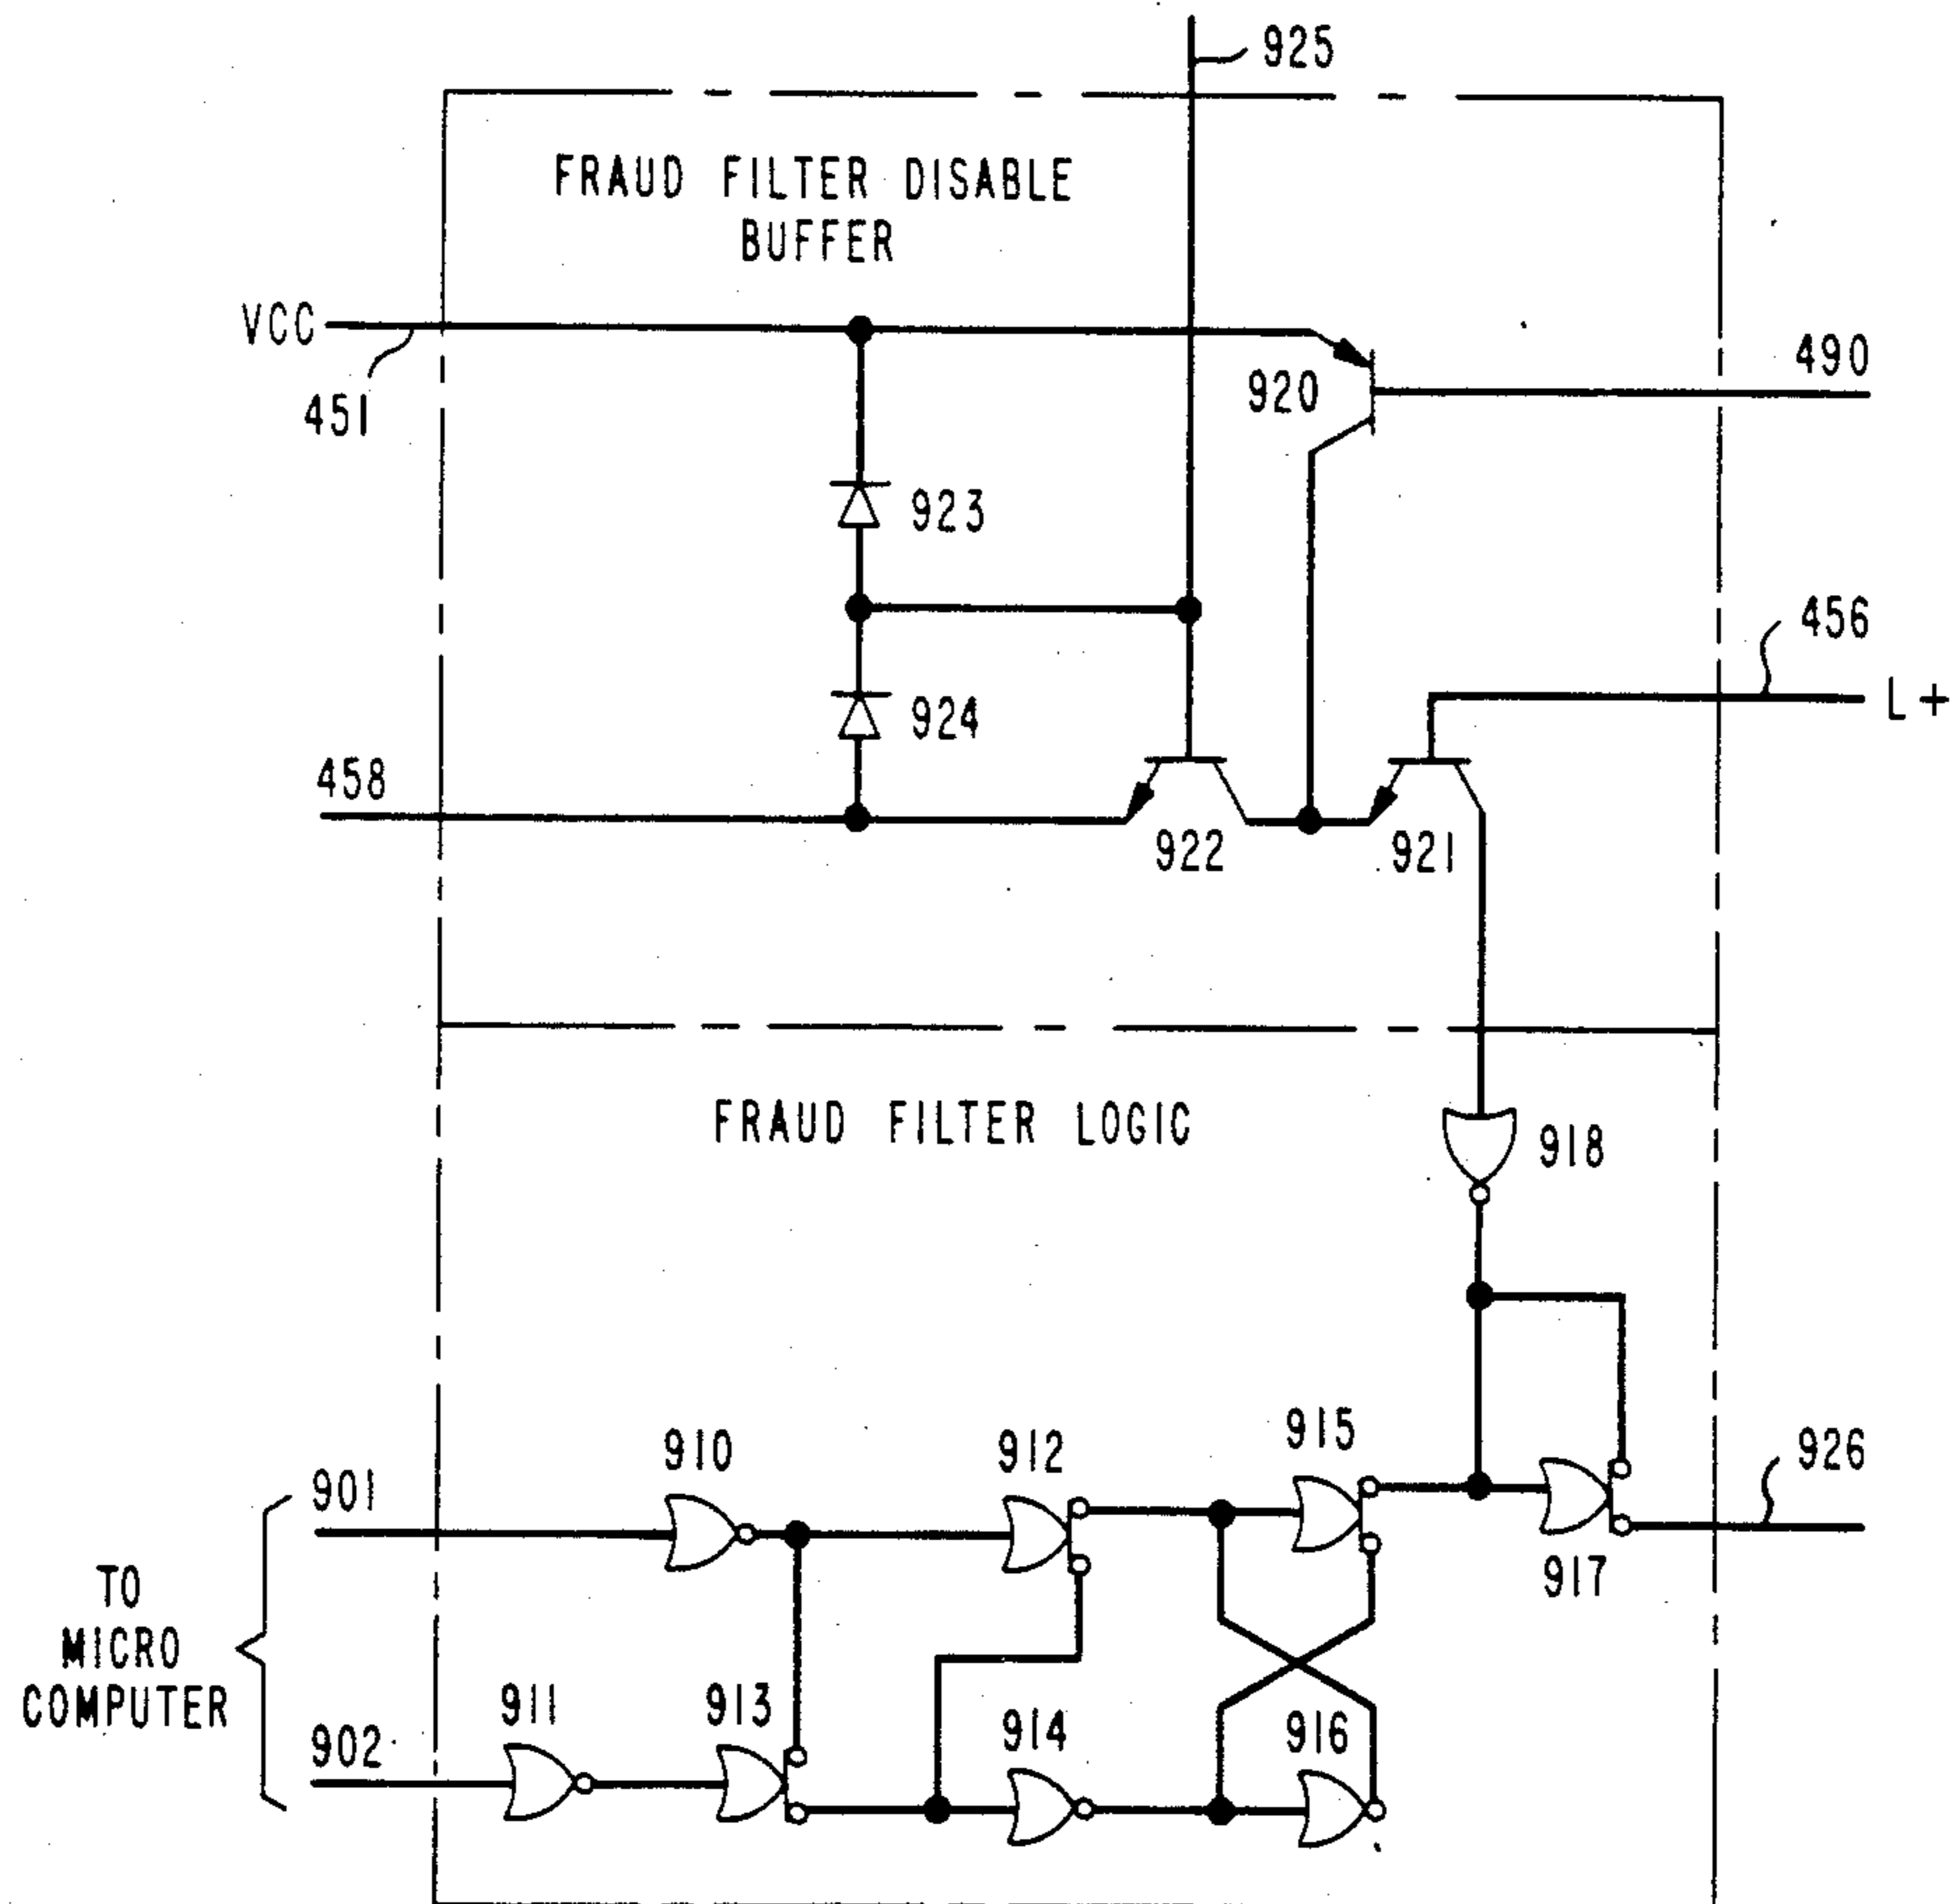 925
FRAUD FILTER DISABLE
BUFFER
VCC
451
920
490
923
456
L+
924
458
922
921
FRAUD FILTER LOGIC
918
910
912
915
926
901
917
TO
MICRO
COMPUTER
911
913
914
916
902